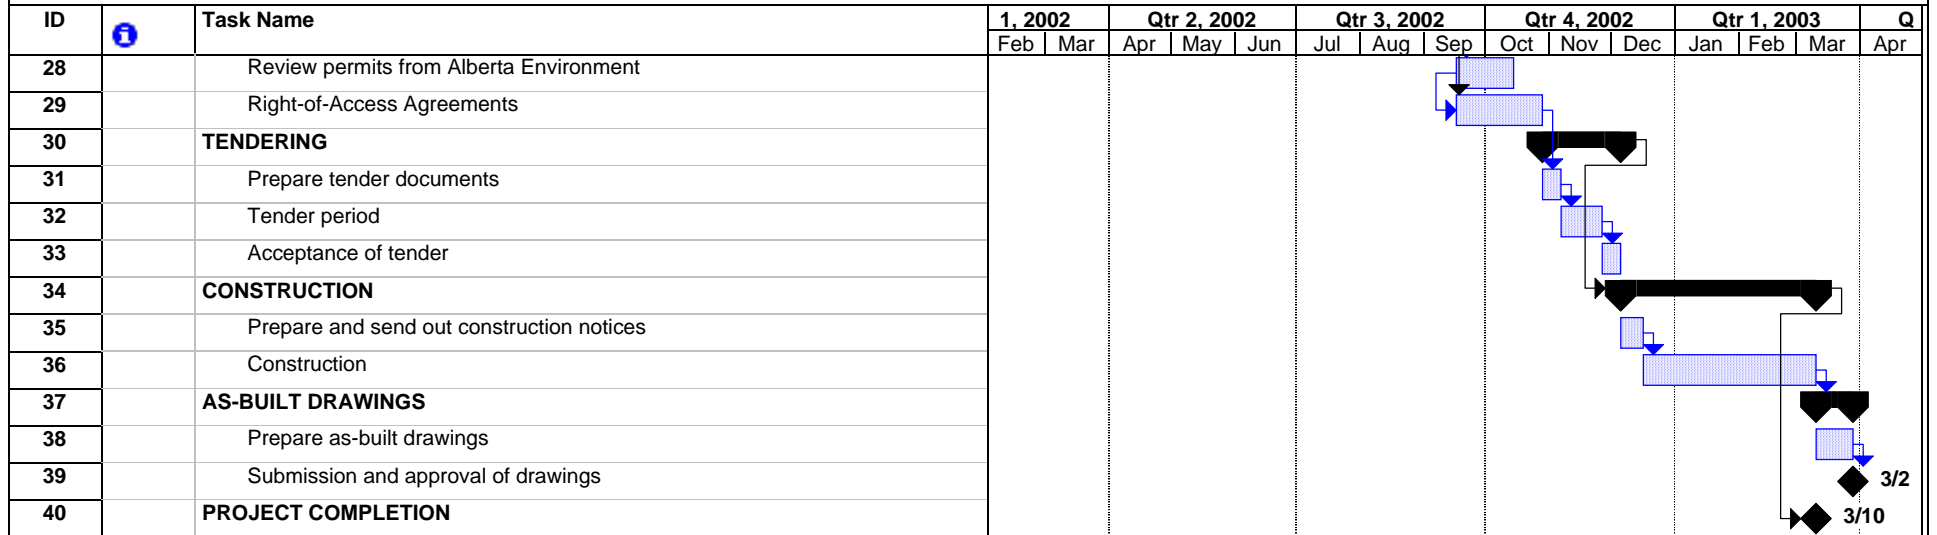 ID Task Name 1, 2002 Qtr 2, 2002 Qtr 3, 2002 Qtr 4, 2002 Qtr 1, 2003 Q
Feb Mar Apr May Jun Jul Aug Sep Oct Nov Dec Jan Feb Mar Apr
28 Review permits from Alberta Environment
29 Right-of-Access Agreements
30 TENDERING
31 Prepare tender documents
32 Tender period
33 Acceptance of tender
34 CONSTRUCTION
35 Prepare and send out construction notices
36 Construction
37 AS-BUILT DRAWINGS
38 Prepare as-built drawings
39 Submission and approval of drawings 3/2
40 PROJECT COMPLETION 3/10